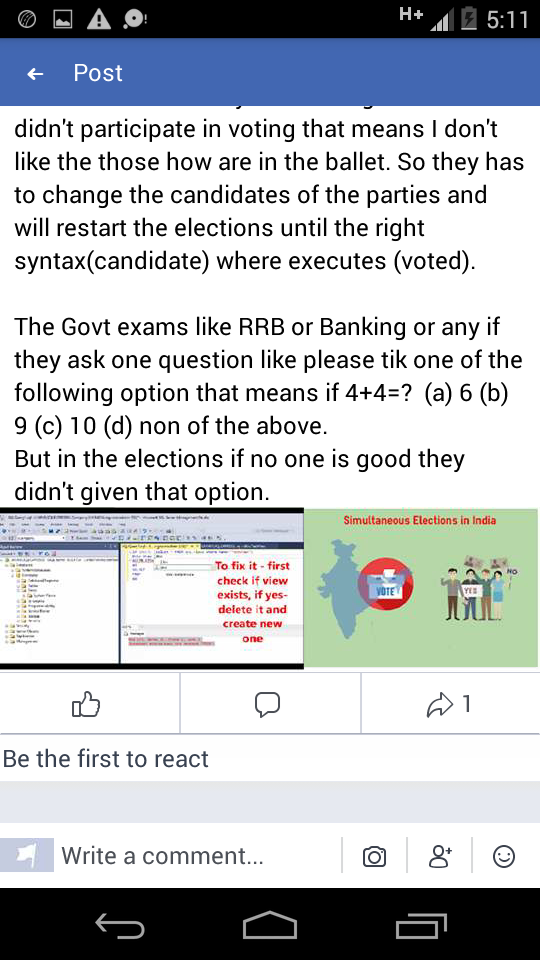 H+ 5:11
Post
didn't participate in voting that means I don't
like the those how are in the ballet. So they has
to change the candidates of the parties and
will restart the elections until the right
syntax(candidate) where executes (voted).
The Govt exams like RRB or Banking or any if
they ask one question like please tik one of the
following option that means if 4+4=? (a) 6 (b)
9 (c) 10 (d) non of the above.
But in the elections if no one is good they
didn't given that option.
To fix it - first
check if view
exists, if yes-
delete it and
create new
one
Simultaneous Elections in India
VOTE
YES
NO
1
Be the first to react
Write a comment...